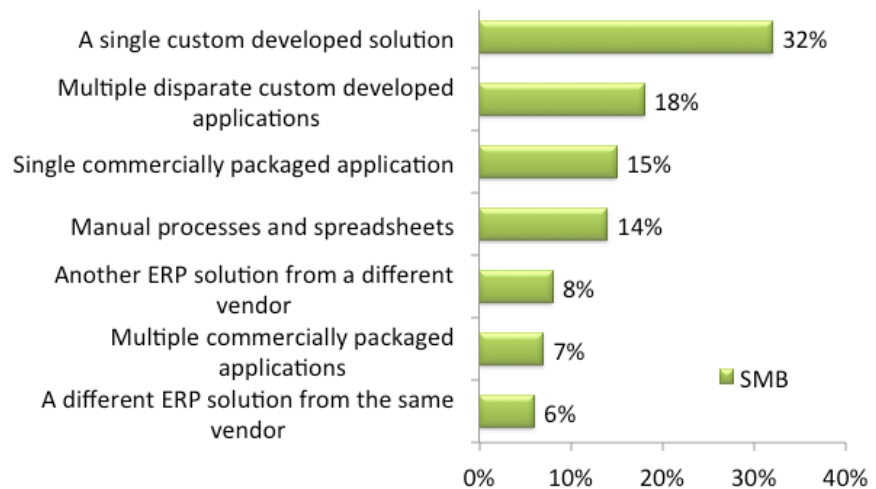 A single custom developed solution
32%
Multiple disparate custom developed
applications
18%
Single commercially packaged application
15%
Manual processes and spreadsheets
14%
Another ERP solution from a different
vendor
8%
Multiple commercially packaged
applications
7%
A different ERP solution from the same
vendor
6%
SMB
0% 10% 20% 30% 40%